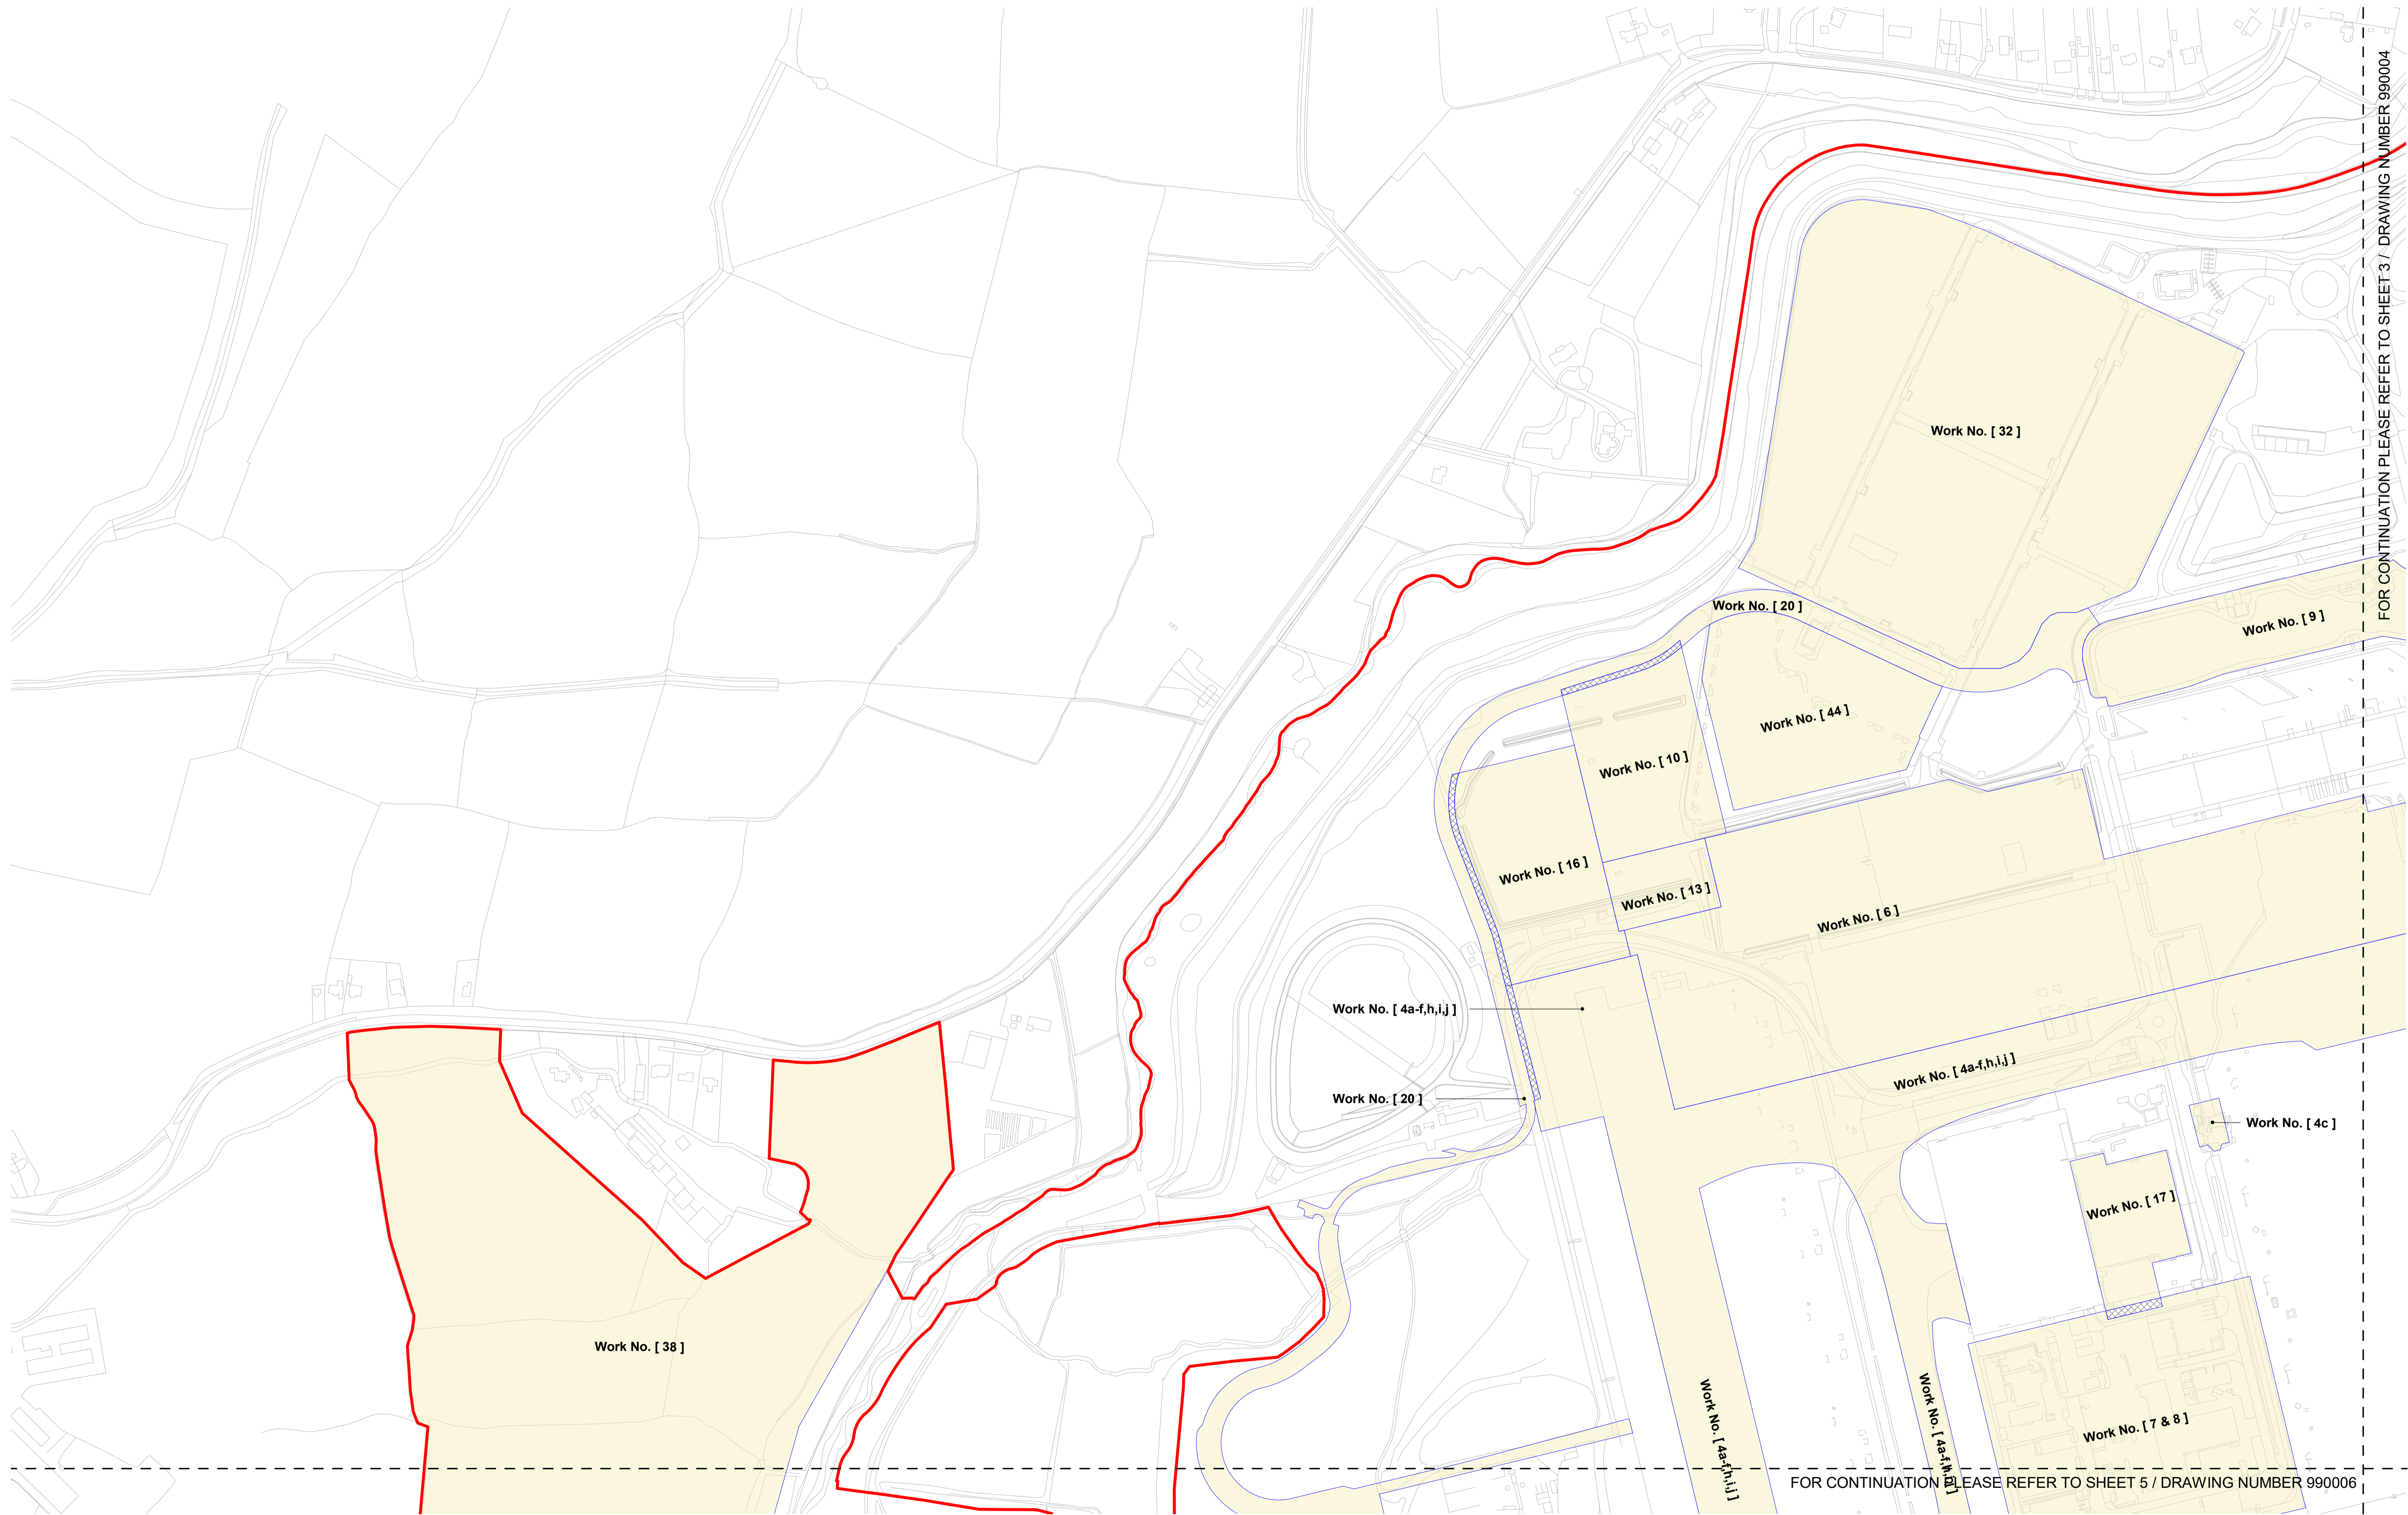 FOR CONTINUATION PLEASE REFER TO SHEET 3 / DRAWING NUMBER 990004
Work No. [ 32 ]
Work No. [ 20 ]
Work No. [ 9 ]
Work No. [ 44 ]
Work No. [ 10 ]
Work No. [ 16 ]
Work No. [ 13 ]
Work No. [ 6 ]
Work No. [ 4a-f,h,i,j ]
Work No. [ 4a-f,h,i,j ]
Work No. [ 20 ]
Work No. [ 4c ]
Work No. [ 17 ]
Work No. [ 38 ]
Work No. [ 4a-f,h,i,j ]
Work No. [ 4a-f,h,i,j ]
Work No. [ 7 & 8 ]
FOR CONTINUATION PLEASE REFER TO SHEET 5 / DRAWING NUMBER 990006